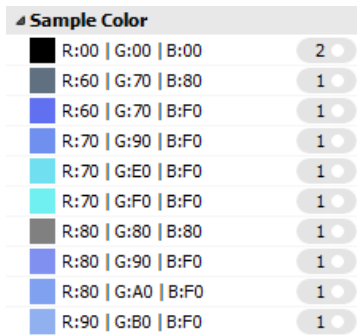 Sample Color
R:00 | G:00 | B:00 2
R:60 | G:70 | B:80 1
R:60 | G:70 | B:F0 1
R:70 | G:90 | B:F0 1
R:70 | G:E0 | B:F0 1
R:70 | G:F0 | B:F0 1
R:80 | G:80 | B:80 1
R:80 | G:90 | B:F0 1
R:80 | G:A0 | B:F0 1
R:90 | G:B0 | B:F0 1